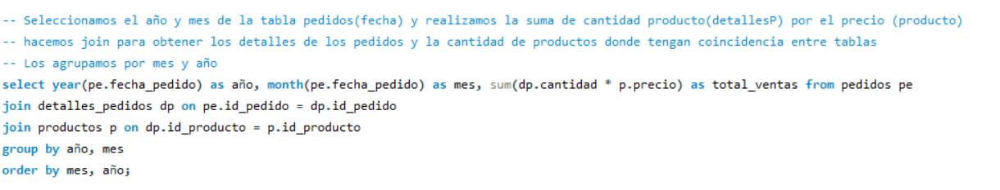 -- Seleccionamos el año y mes de la tabla pedidos(fecha) y realizamos la suma de cantidad producto(detallesP) por el precio (producto)
-- hacemos join para obtener los detalles de los pedidos y la cantidad de productos donde tengan coincidencia entre tablas
-- Los agrupamos por mes y año
select year(pe.fecha_pedido) as año, month(pe.fecha_pedido) as mes, sum(dp.cantidad * p.precio) as total_ventas from pedidos pe
join detalles_pedidos dp on pe.id_pedido = dp.id_pedido
join productos p on dp.id_producto = p.id_producto
group by año, mes
order by mes, año;